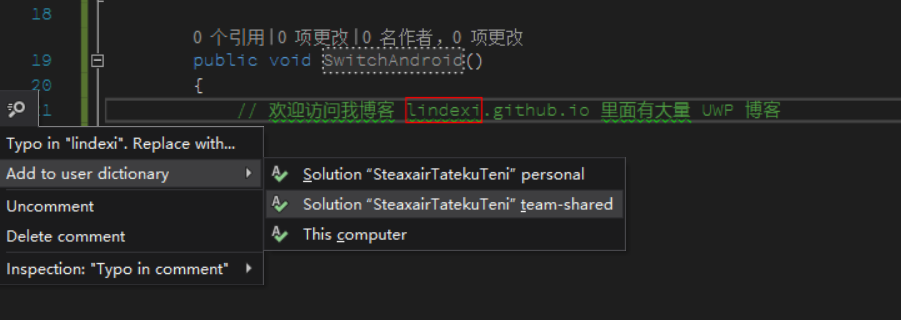 18
0 个引用|0 项更改|0 名作者, 0 项更改
19 public void SwitchAndroid()
20 {
1 // 欢迎访问我博客 lindexi.github.io 里面有大量 UWP 博客
Typo in "lindexi". Replace with...
Add to user dictionary
Solution “SteaxairTatekuTeni” personal
Solution “SteaxairTatekuTeni” team-shared
This computer
Uncomment
Delete comment
Inspection: "Typo in comment"